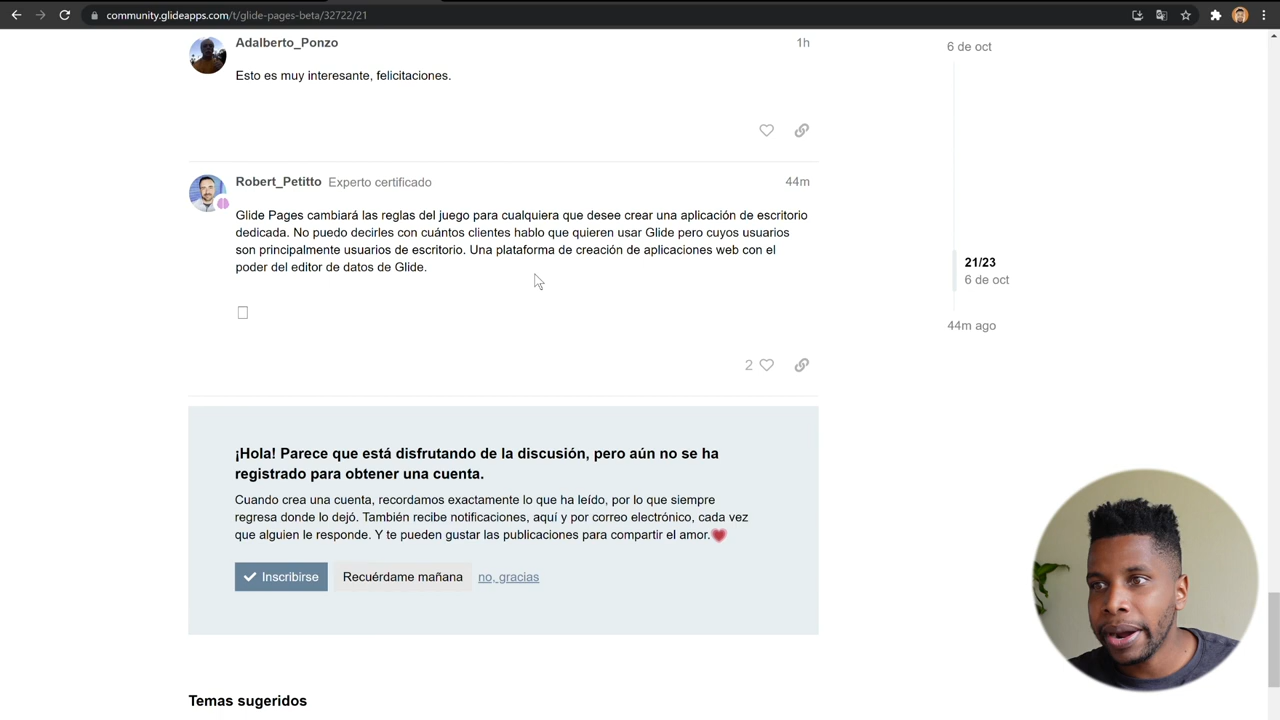 community.glideapps.com/t/glide-pages-beta/32722/21
Adalberto_Ponzo
1h
6 de oct
Esto es muy interesante, felicitaciones.
Robert_Petitto Experto certificado
44m
Glide Pages cambiará las reglas del juego para cualquiera que desee crear una aplicación de escritorio
dedicada. No puedo decirles con cuántos clientes hablo que quieren usar Glide pero cuyos usuarios
son principalmente usuarios de escritorio. Una plataforma de creación de aplicaciones web con el
poder del editor de datos de Glide.
21/23
6 de oct
44m ago
2
¡Hola! Parece que está disfrutando de la discusión, pero aún no se ha
registrado para obtener una cuenta.
Cuando crea una cuenta, recordamos exactamente lo que ha leído, por lo que siempre
regresa donde lo dejó. También recibe notificaciones, aquí y por correo electrónico, cada vez
que alguien le responde. Y te pueden gustar las publicaciones para compartir el amor.
Inscribirse
Recuérdame mañana
no, gracias
Temas sugeridos